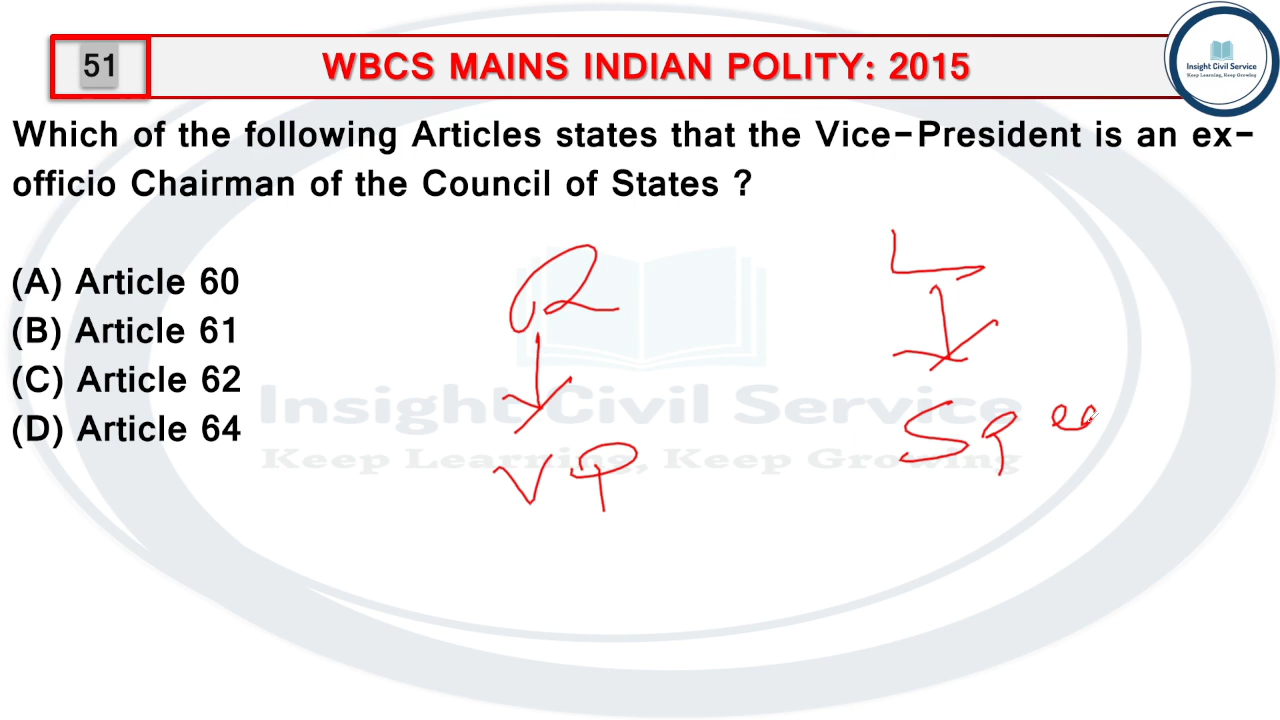 51
WBCS MAINS INDIAN POLITY: 2015
Insight Civil Service
Keep Learning, Keep Growing
Which of the following Articles states that the Vice-President is an ex-
officio Chairman of the Council of States ?
(A) Article 60
(B) Article 61
(C) Article 62
(D) Article 64
R
L
VP
Spee
Insight Civil Service
Keep Learning, Keep Growing